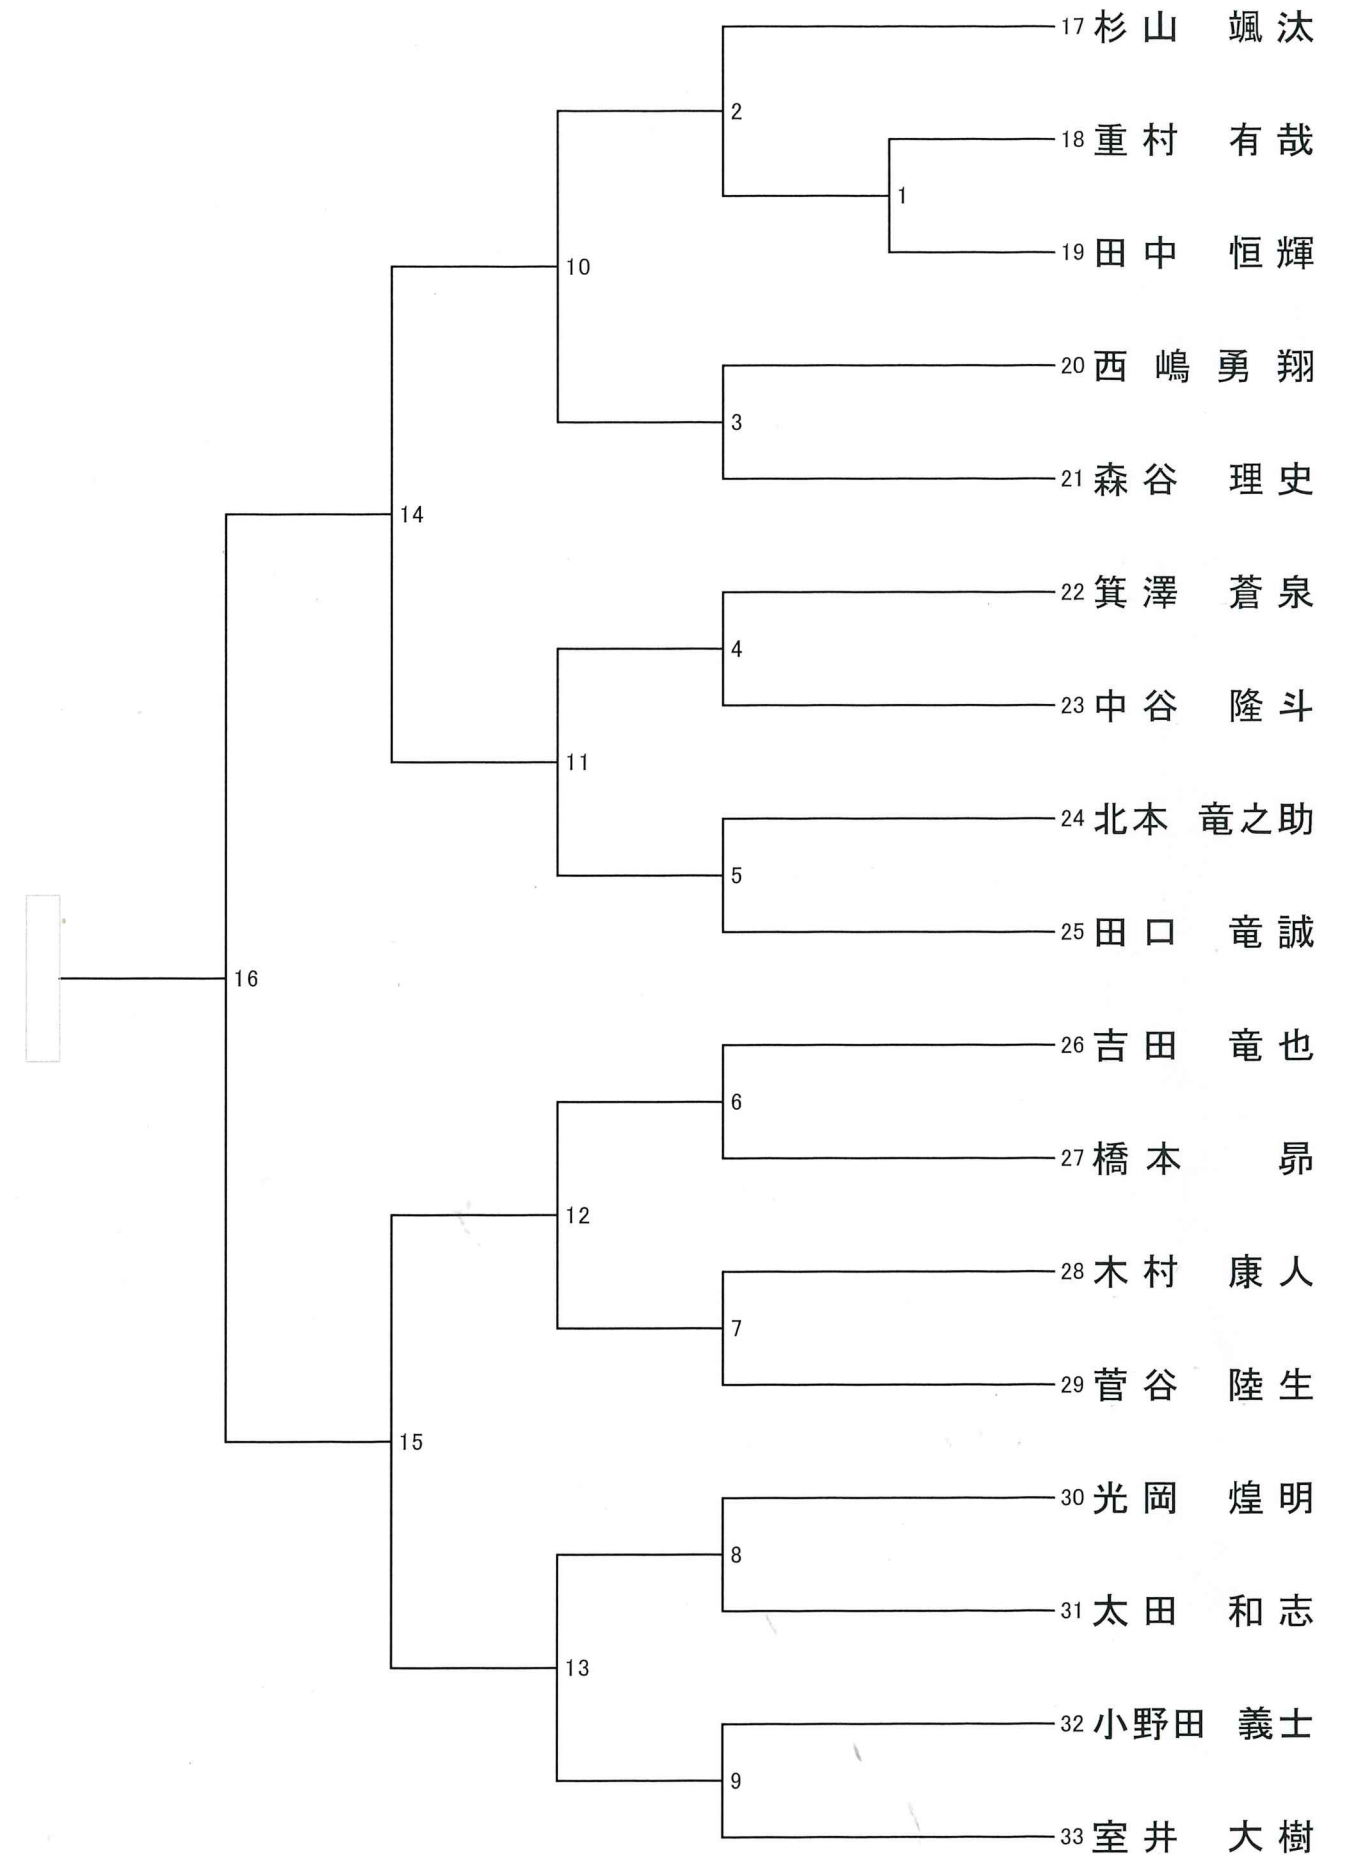 17 杉山 颯汰
2
18 重村 有哉
1
19 田中 恒輝
10
20 西嶋勇翔
3
21 森谷 理史
14
22 箕澤 蒼泉
4
23 中谷 隆斗
11
24 北本 竜之助
5
25 田口 竜誠
16
26 吉田 竜也
6
27 橋本 昴
12
28 木村 康人
7
29 菅谷 陸生
15
30 光岡 煌明
8
31 太田 和志
13
32 小野田 義士
9
33 室井 大樹